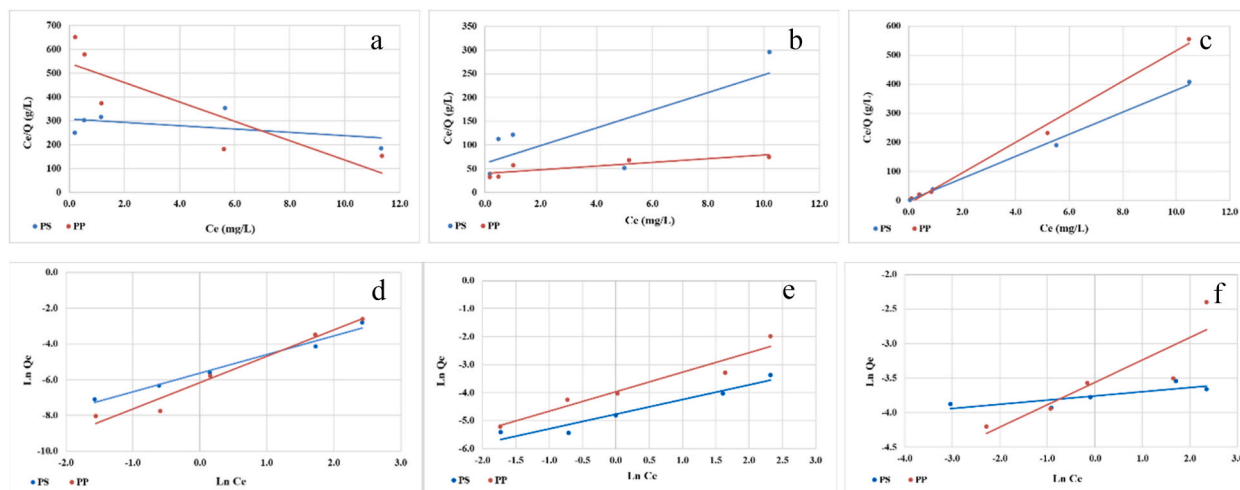 a
700
600
500
400
300
200
100
0
Ce/Q (g/L)
0.0 2.0 4.0 6.0 8.0 10.0 12.0
Ce (mg/L)
PS PP
b
350
300
250
200
150
100
50
0
Ce/Q (g/L)
0.0 2.0 4.0 6.0 8.0 10.0 12.0
Ce (mg/L)
PS PP
c
600
500
400
300
200
100
0
Ce/Q (g/L)
0.0 2.0 4.0 6.0 8.0 10.0 12.0
Ce (mg/L)
PS PP
d
0.0
-2.0
-4.0
-6.0
-8.0
-10.0
Ln Qe
-2.0 -1.0 0.0 1.0 2.0 3.0
Ln Ce
PS PP
e
0.0
-1.0
-2.0
-3.0
-4.0
-5.0
-6.0
Ln Qe
-2.0 -1.5 -1.0 -0.5 0.0 0.5 1.0 1.5 2.0 2.5
Ln Ce
PS PP
f
-2.0
-2.5
-3.0
-3.5
-4.0
-4.5
Ln Qe
-4.0 -3.0 -2.0 -1.0 0.0 1.0 2.0 3.0
Ln Ce
PS PP